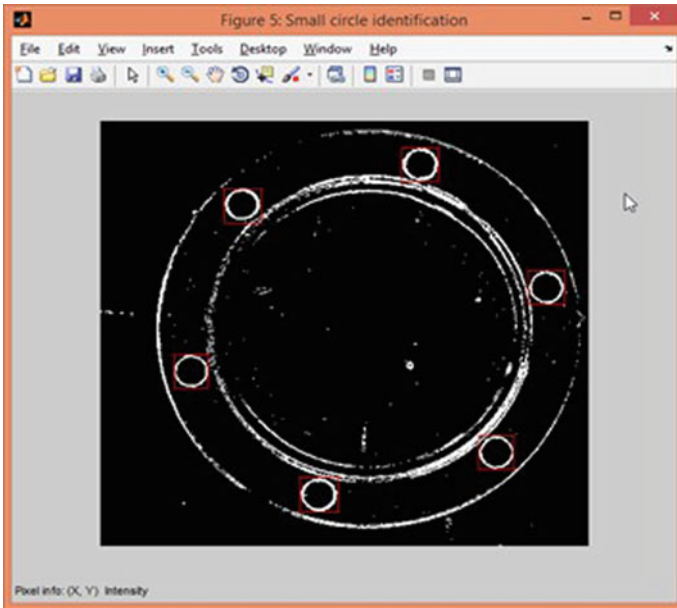 Figure 5: Small circle identification
File Edit View Insert Tools Desktop Window Help
Pixel info: (X, Y) Intensity